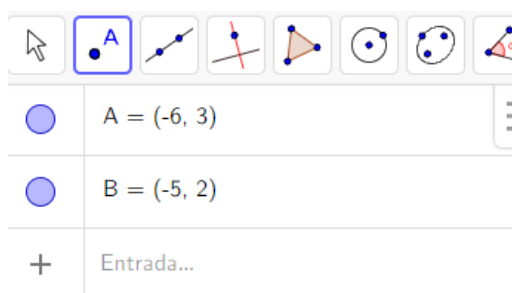 A
A = (-6, 3)
B = (-5, 2)
Entrada...